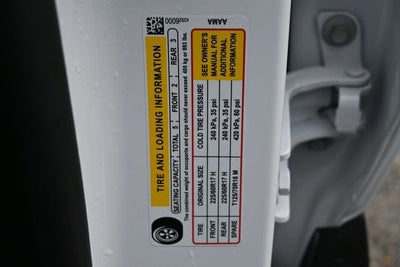 TIRE AND LOADING INFORMATION
SEATING CAPACITY TOTAL 5 FRONT 2 REAR 3
The combined weight of occupants and cargo should never exceed 405 kg or 893 lbs.
TIRE ORIGINAL SIZE COLD TIRE PRESSURE SEE OWNER'S MANUAL FOR ADDITIONAL INFORMATION
FRONT 225/60R17 H 240 kPa, 35 psi
REAR 225/60R17 H 240 kPa, 35 psi
SPARE T125/70R16 M 420 kPa, 60 psi
AAMA